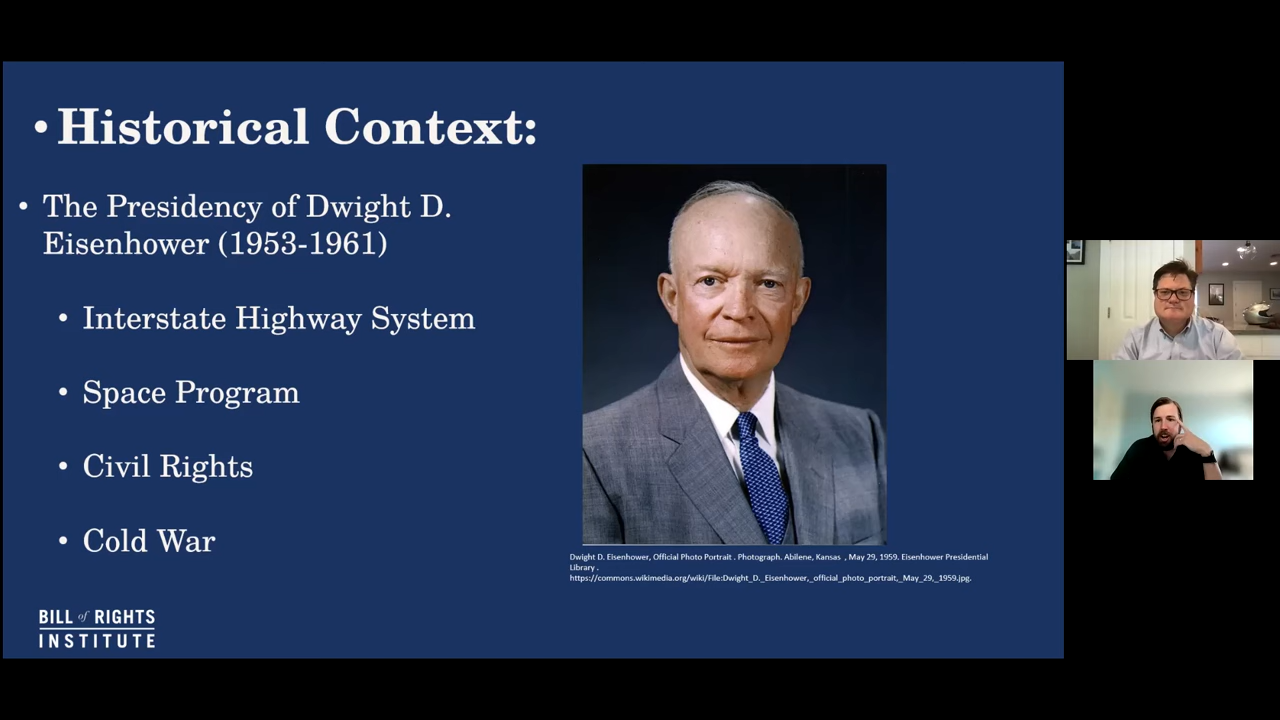 • Historical Context:
• The Presidency of Dwight D.
Eisenhower (1953-1961)
• Interstate Highway System
• Space Program
• Civil Rights
• Cold War
Dwight D. Eisenhower, Official Photo Portrait . Photograph. Abilene, Kansas , May 29, 1959. Eisenhower Presidential
Library .
https://commons.wikimedia.org/wiki/File:Dwight_D._Eisenhower,_official_photo_portrait,_May_29,_1959.jpg.
BILL of RIGHTS
INSTITUTE